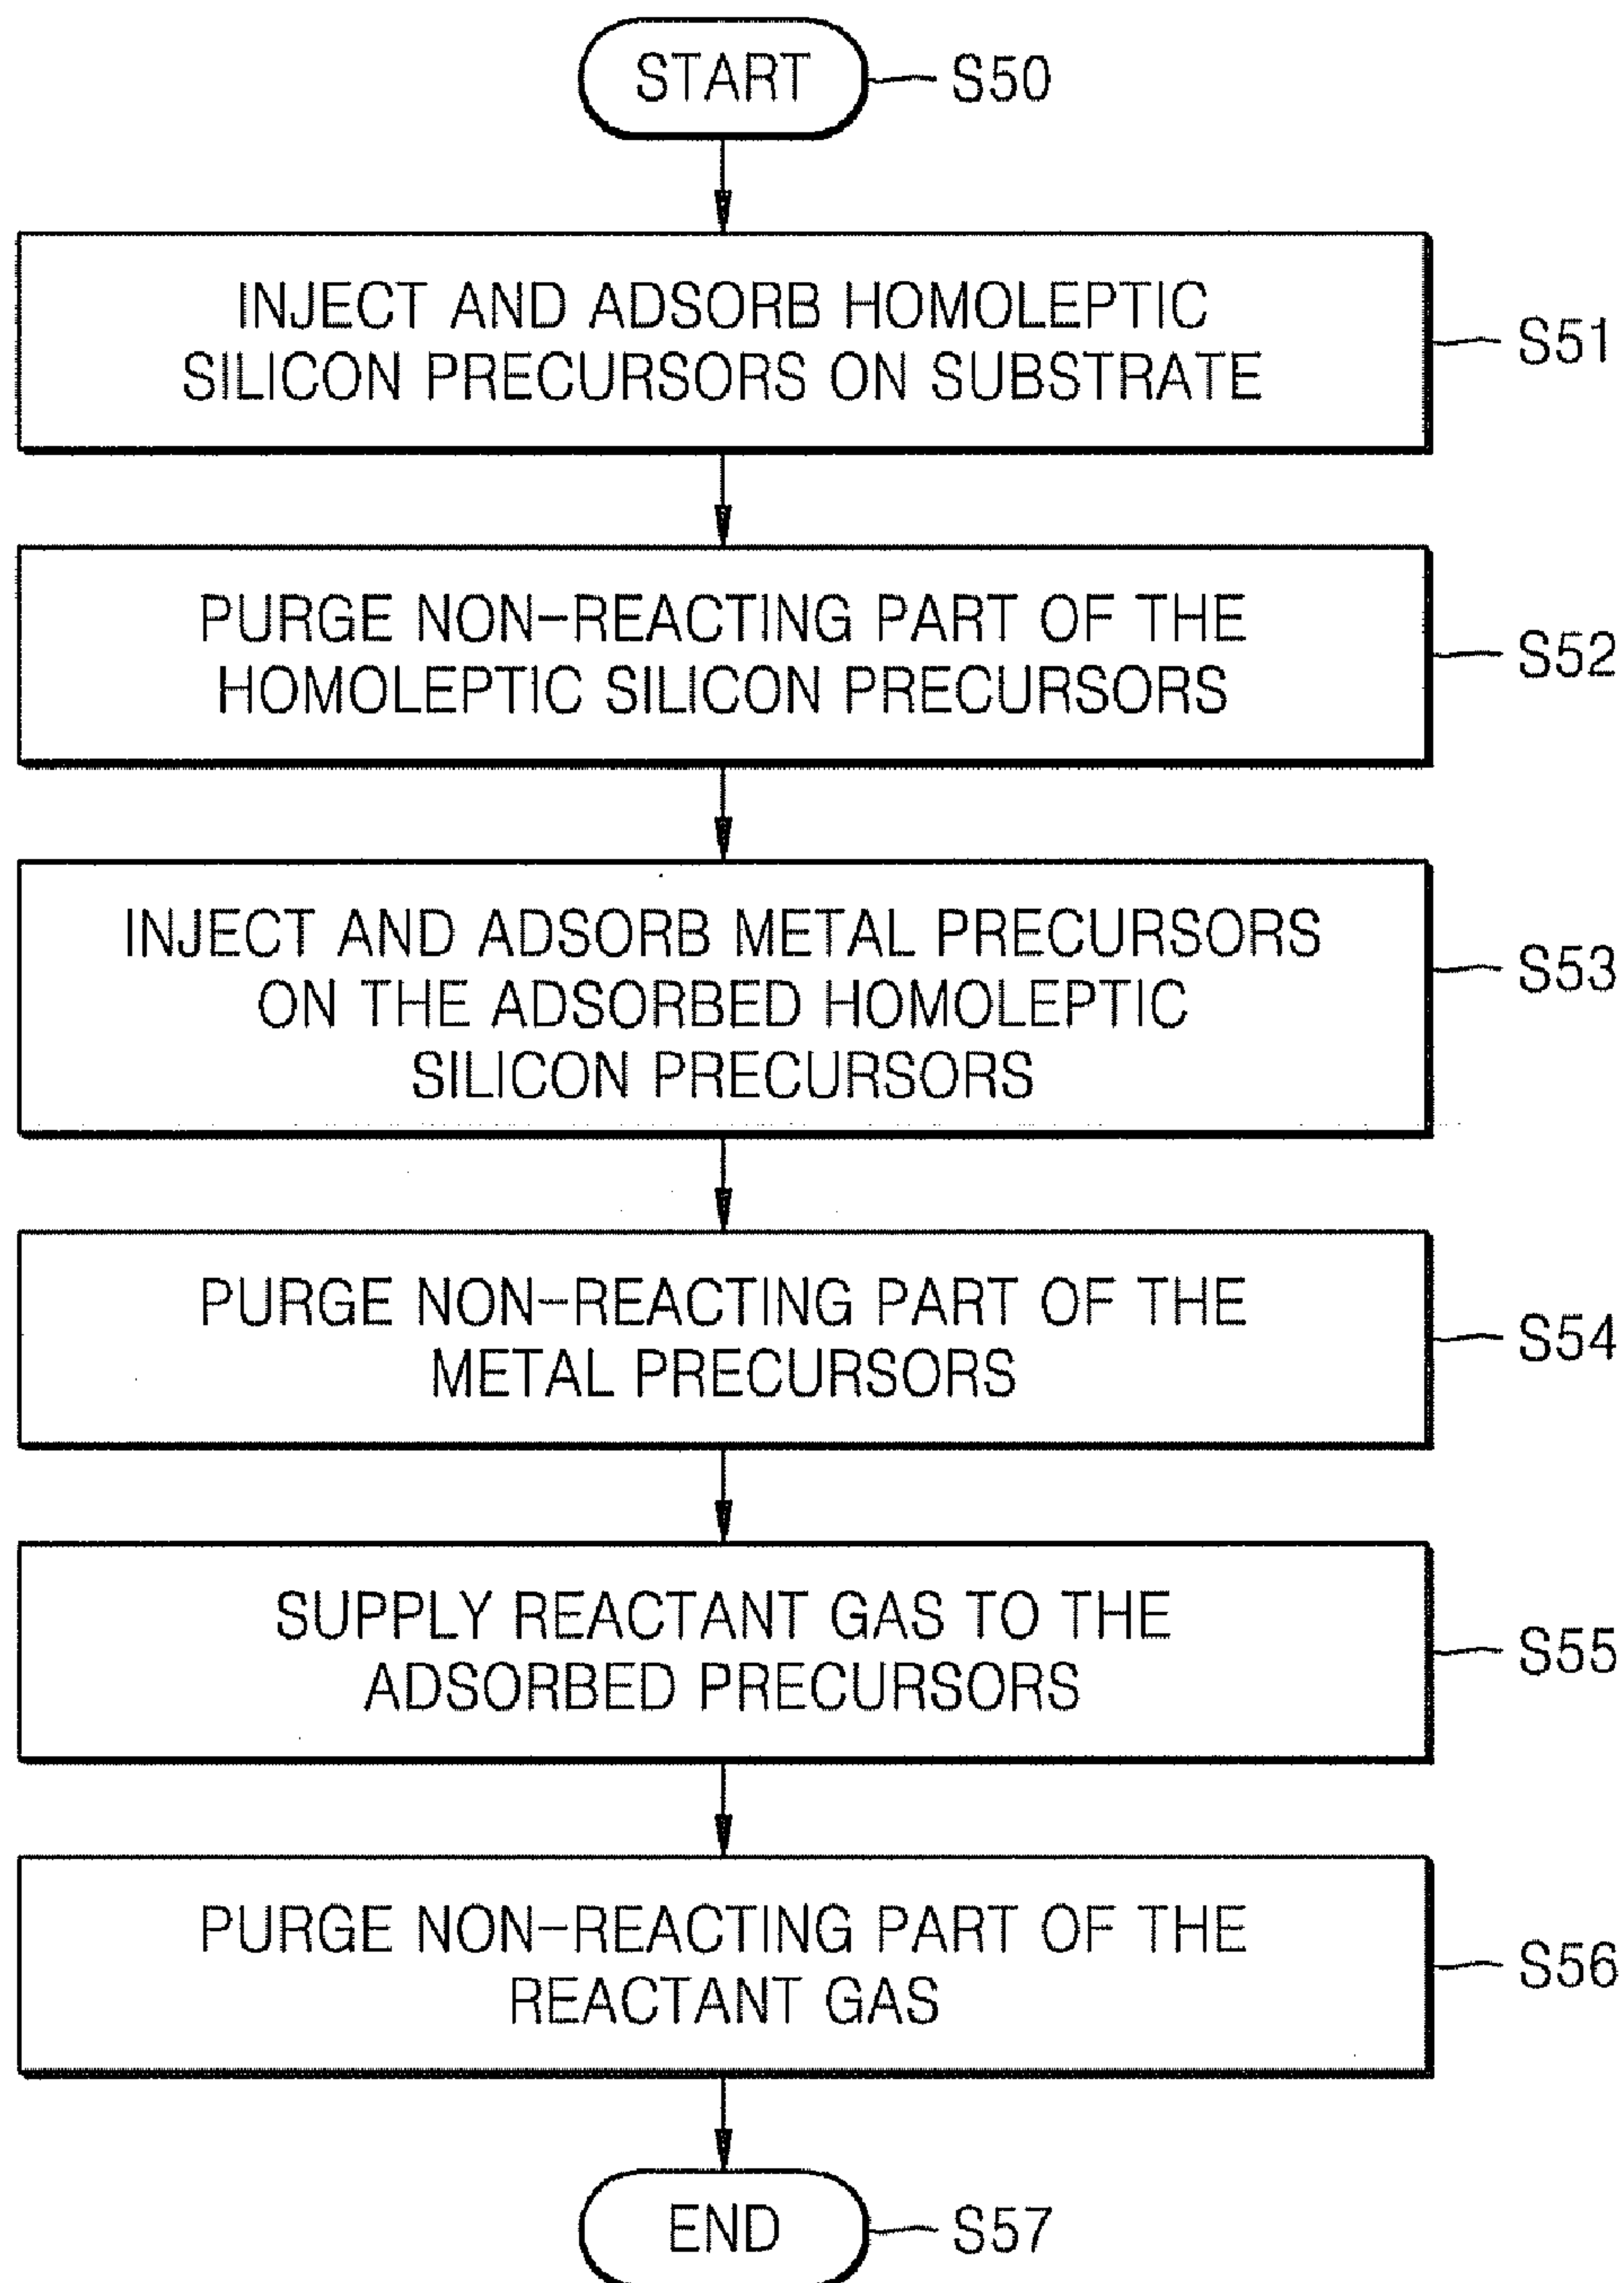 START
S50
INJECT AND ADSORB HOMOLEPTIC
SILICON PRECURSORS ON SUBSTRATE
S51
PURGE NON-REACTING PART OF THE
HOMOLEPTIC SILICON PRECURSORS
S52
INJECT AND ADSORB METAL PRECURSORS
ON THE ADSORBED HOMOLEPTIC
SILICON PRECURSORS
S53
PURGE NON-REACTING PART OF THE
METAL PRECURSORS
S54
SUPPLY REACTANT GAS TO THE
ADSORBED PRECURSORS
S55
PURGE NON-REACTING PART OF THE
REACTANT GAS
S56
END
S57